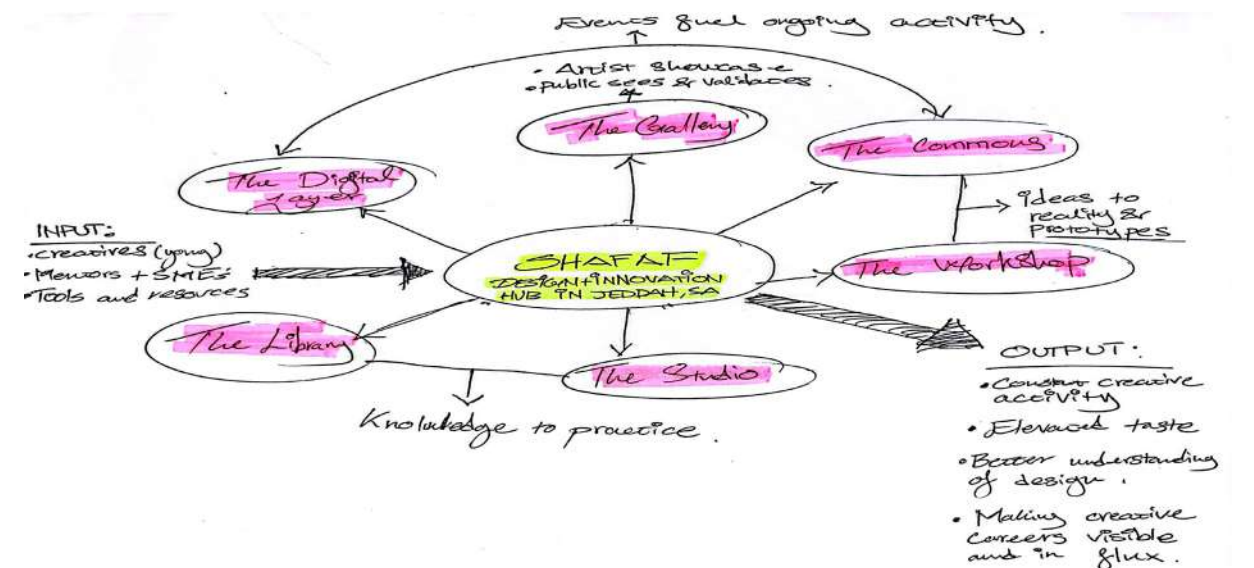 Events fuel ongoing activity.
• Artist showcase
• public sees & validates
The Gallery
The Commons
The Digital
Layer
→ ideas to
reality &
prototypes
INPUT:
• creatives (young)
• Mentors + SMEs
• Tools and resources
SHAFAF
DESIGN + INNOVATION
HUB IN JEDDAH, SA
The Workshop
The Library
The Studio
Knowledge to practice.
OUTPUT:
• Constant creative
activity
• Elevated taste
• Better understanding
of design.
• Making creative
careers visible
and in flux.